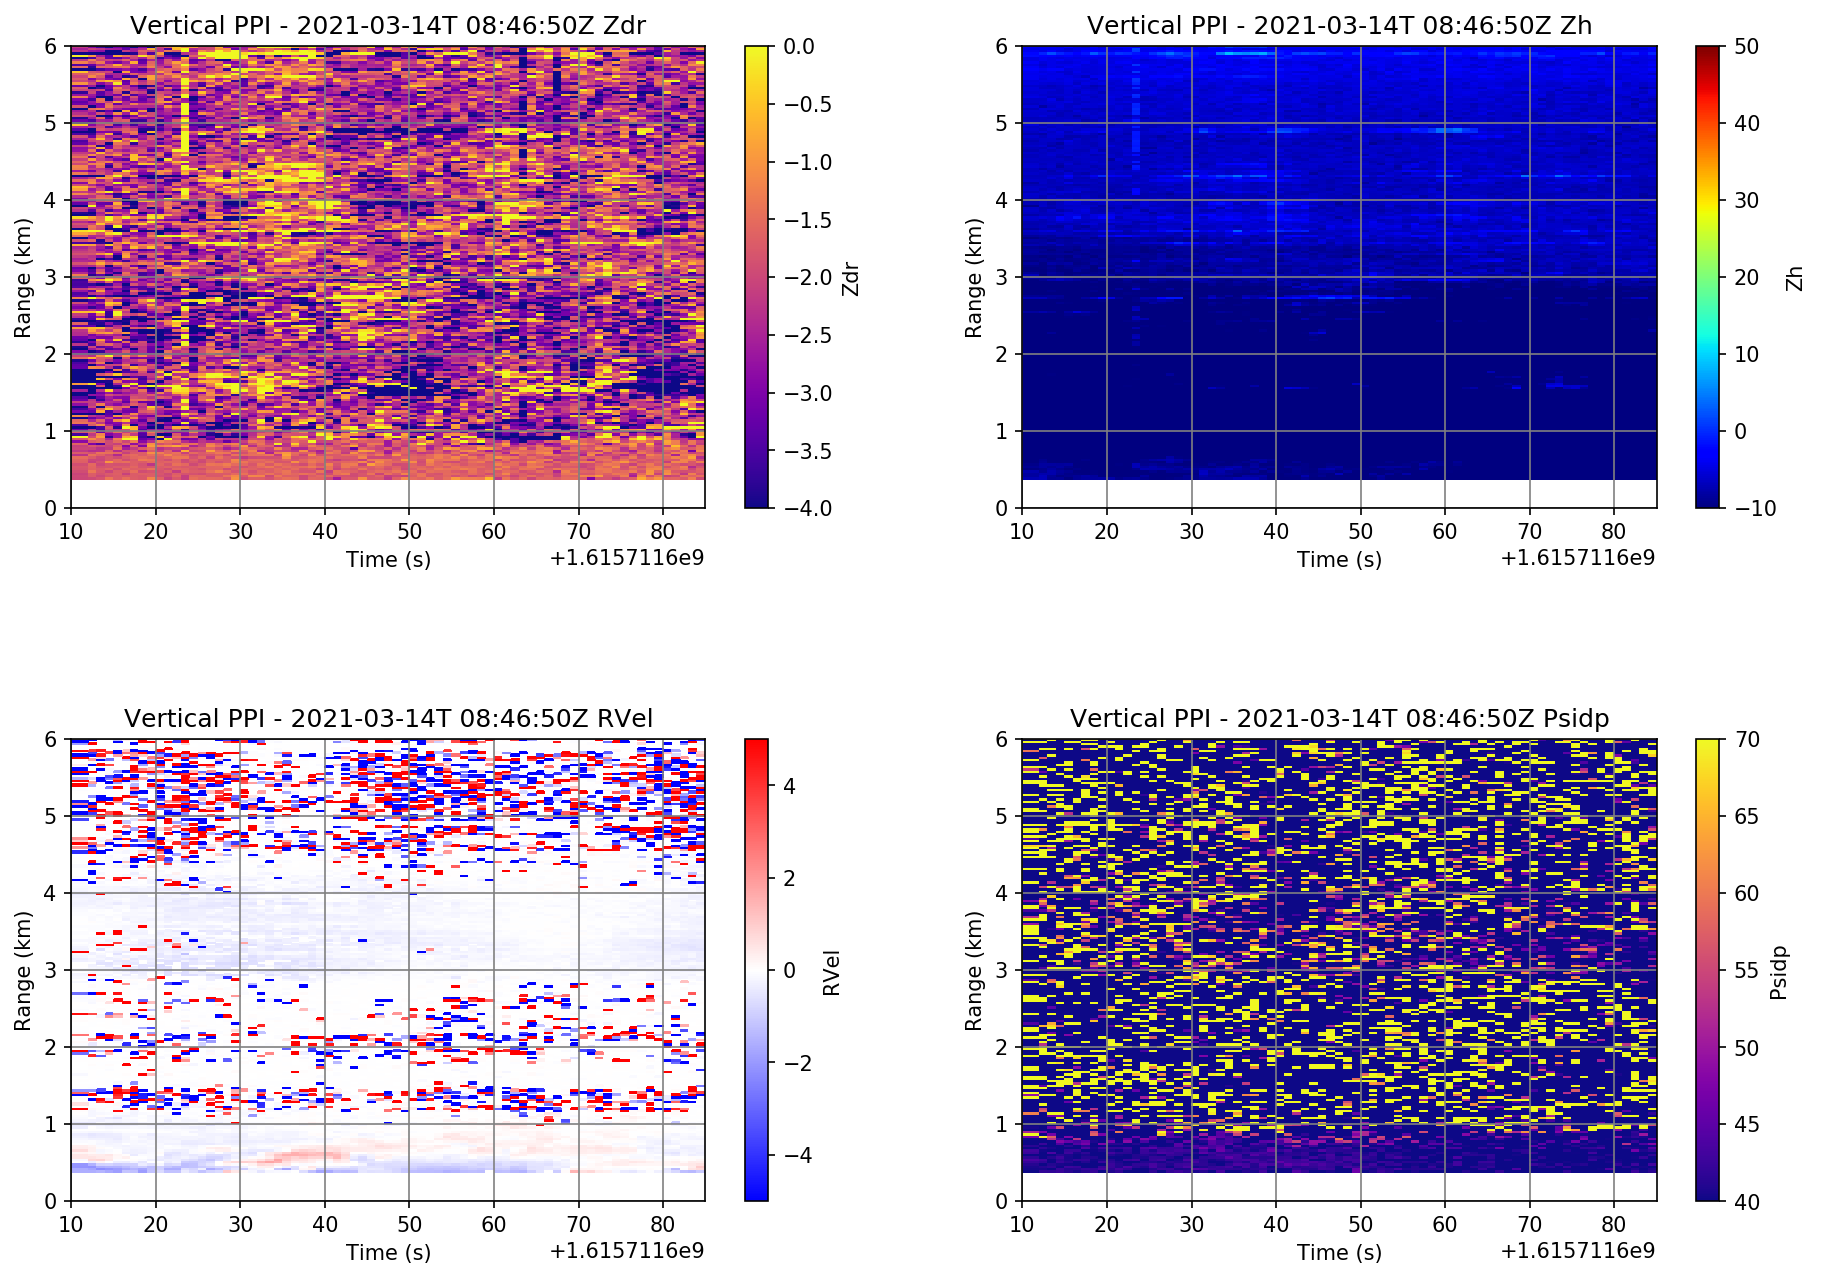 Vertical PPI - 2021-03-14T 08:46:50Z Zdr
6
5
4
3
2
1
0
Range (km)
10 20 30 40 50 60 70 80
Time (s)
+1.6157116e9
0.0
−0.5
−1.0
−1.5
−2.0
−2.5
−3.0
−3.5
−4.0
Zdr
Vertical PPI - 2021-03-14T 08:46:50Z Zh
6
5
4
3
2
1
0
Range (km)
10 20 30 40 50 60 70 80
Time (s)
+1.6157116e9
50
40
30
20
10
0
−10
Zh
Vertical PPI - 2021-03-14T 08:46:50Z RVel
6
5
4
3
2
1
0
Range (km)
10 20 30 40 50 60 70 80
Time (s)
+1.6157116e9
4
2
0
−2
−4
RVel
Vertical PPI - 2021-03-14T 08:46:50Z Psidp
6
5
4
3
2
1
0
Range (km)
10 20 30 40 50 60 70 80
Time (s)
+1.6157116e9
70
65
60
55
50
45
40
Psidp